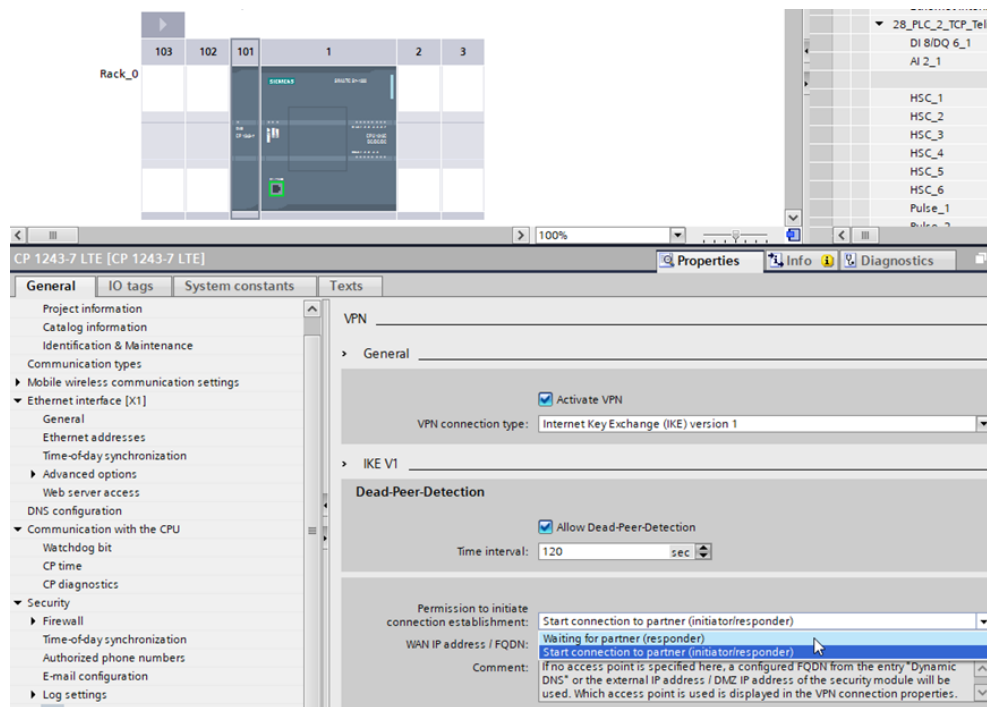 28_PLC_2_TCP_Tel
DI 8/DQ 6_1
AI 2_1
HSC_1
HSC_2
HSC_3
HSC_4
HSC_5
HSC_6
Pulse_1
103 102 101 1 2 3
Rack_0
SIEMENS
100%
CP 1243-7 LTE [CP 1243-7 LTE]
Properties
Info
Diagnostics
General
IO tags
System constants
Texts
Project information
Catalog information
Identification & Maintenance
Communication types
Mobile wireless communication settings
Ethernet interface [X1]
General
Ethernet addresses
Time-of-day synchronization
Advanced options
Web server access
DNS configuration
Communication with the CPU
Watchdog bit
CP time
CP diagnostics
Security
Firewall
Time-of-day synchronization
Authorized phone numbers
E-mail configuration
Log settings
VPN
General
Activate VPN
VPN connection type: Internet Key Exchange (IKE) version 1
IKE V1
Dead-Peer-Detection
Allow Dead-Peer-Detection
Time interval: 120 sec
Permission to initiate
connection establishment: Start connection to partner (initiator/responder)
Waiting for partner (responder)
WAN IP address / FQDN:
Start connection to partner (initiator/responder)
Comment: If no access point is specified here, a configured FQDN from the entry "Dynamic
DNS" or the external IP address / DMZ IP address of the security module will be
used. Which access point is used is displayed in the VPN connection properties.